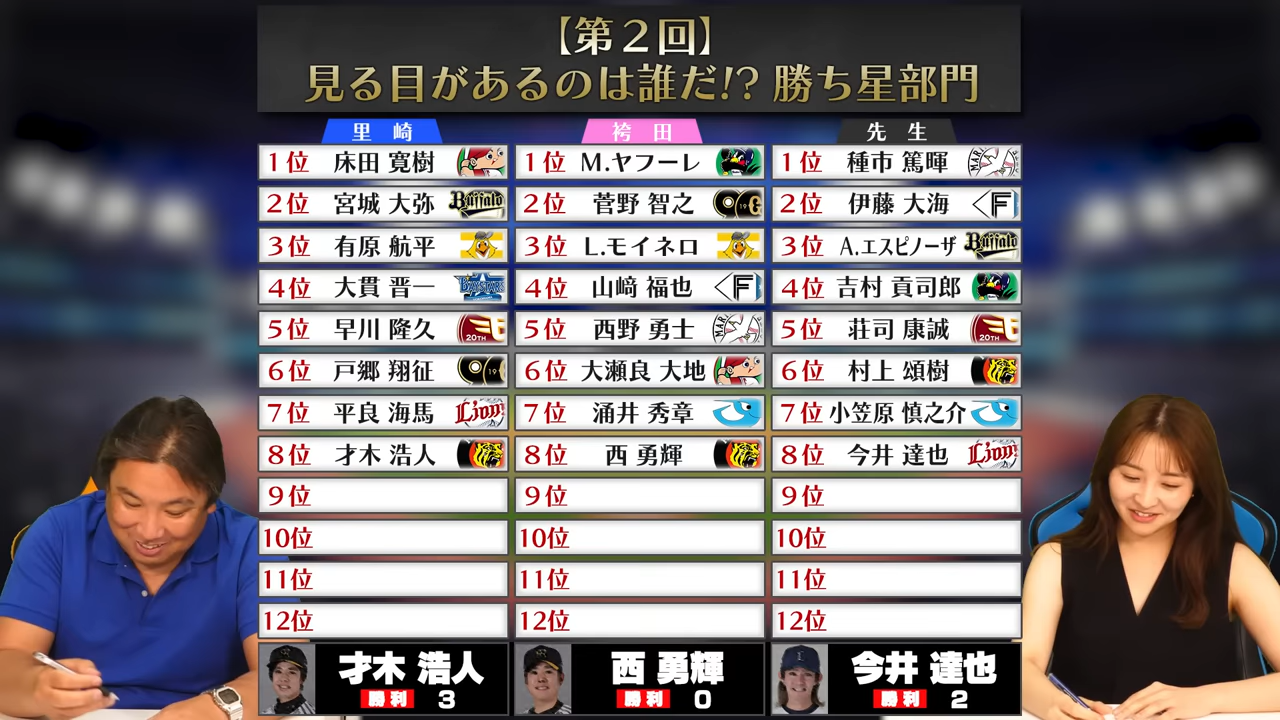 【第2回】
見る目があるのは誰だ!? 勝ち星部門
里崎 袴田 先生
1位 床田 寛樹 1位 M.ヤフーレ 1位 種市 篤暉
2位 宮城 大弥 Buffalo 2位 菅野 智之 2位 伊藤 大海 F
3位 有原 航平 3位 L.モイネロ 3位 A.エスピノーザ Buffalo
4位 大貫 晋一 BAYSTARS 4位 山﨑 福也 F 4位 吉村 貢司郎
5位 早川 隆久 20TH 5位 西野 勇士 MAR 5位 荘司 康誠 20TH
6位 戸郷 翔征 6位 大瀬良 大地 6位 村上 頌樹
7位 平良 海馬 Lions 7位 涌井 秀章 7位 小笠原 慎之介
8位 才木 浩人 8位 西 勇輝 8位 今井 達也 Lions
9位 9位 9位
10位 10位 10位
11位 11位 11位
12位 12位 12位
才木 浩人 西 勇輝 今井 達也
勝利 3 勝利 0 勝利 2